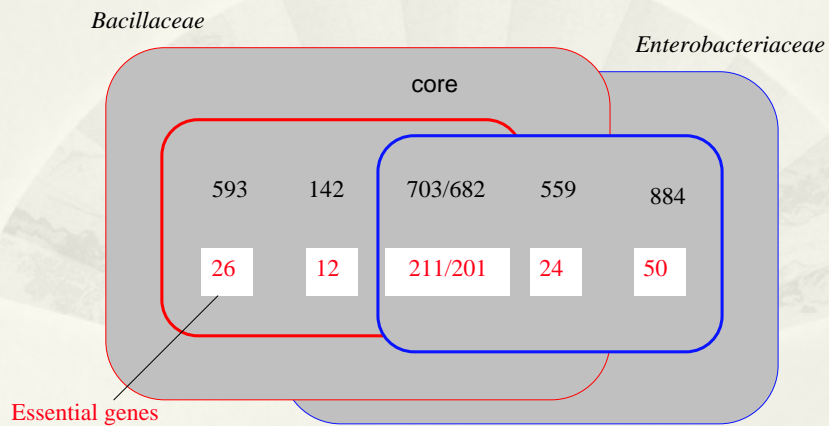 Bacillaceae
Enterobacteriaceae
core
593 142 703/682 559 884
26 12 211/201 24 50
Essential genes